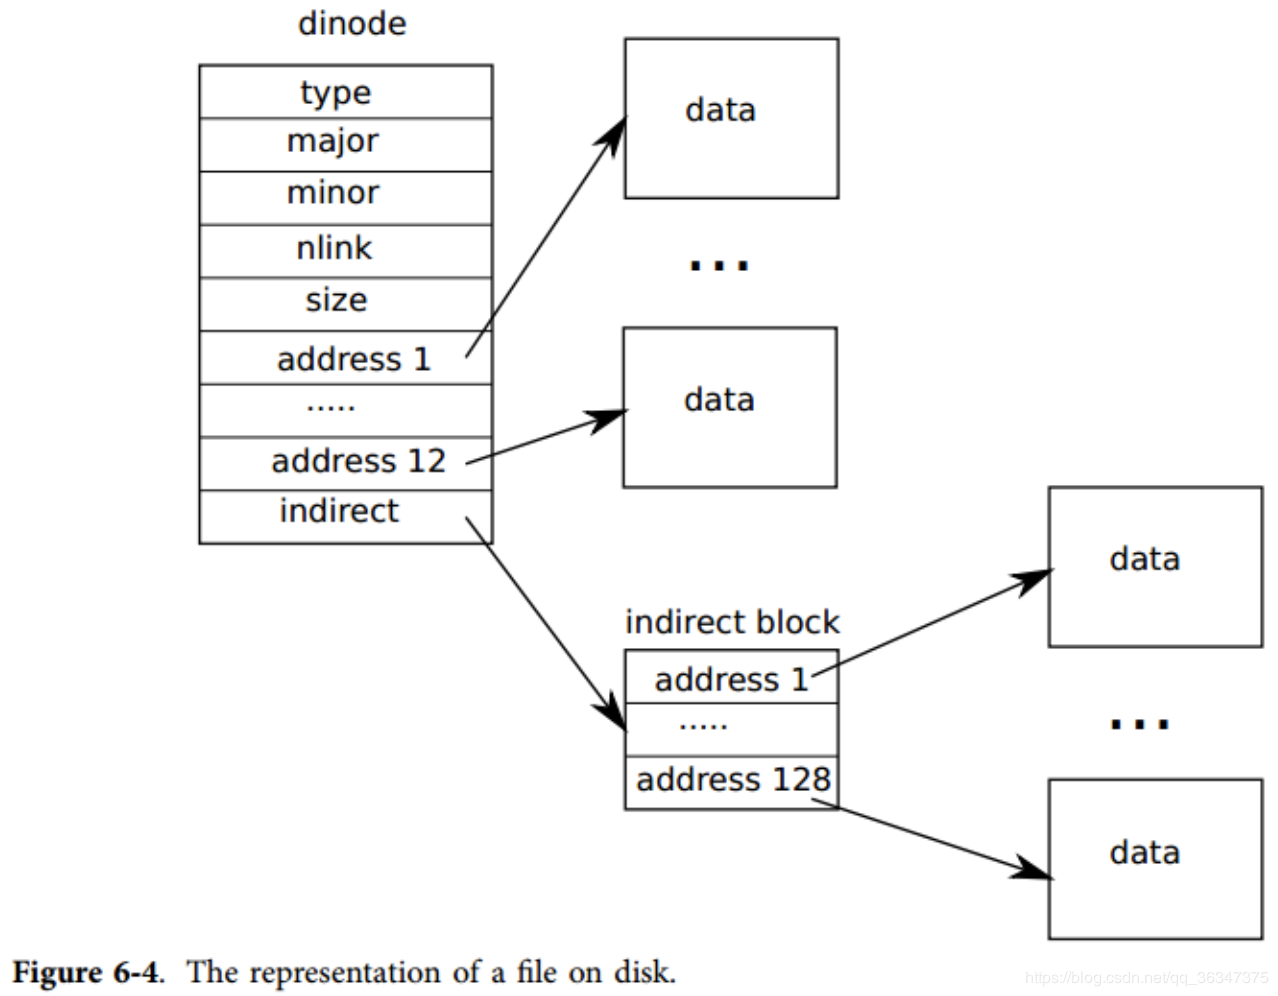 dinode
type
major
minor
nlink
size
address 1
.....
address 12
indirect
data
...
data
indirect block
address 1
.....
address 128
data
...
data
Figure 6-4. The representation of a file on disk.
https://blog.csdn.net/qq_36347375